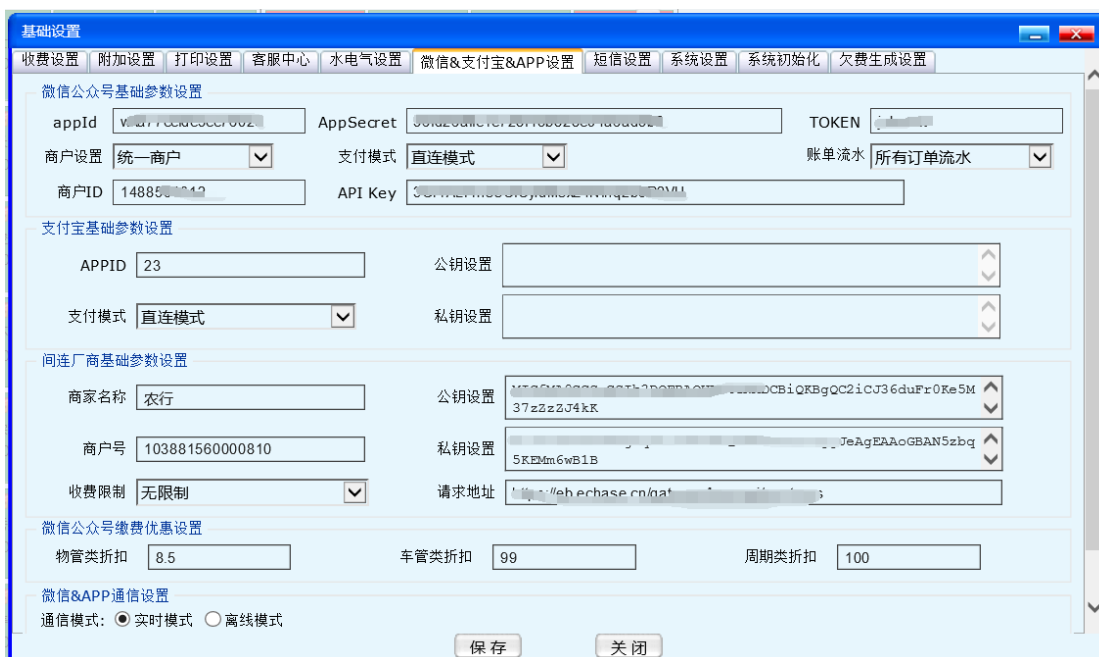 基础设置
收费设置 附加设置 打印设置 客服中心 水电气设置 微信&支付宝&APP设置 短信设置 系统设置 系统初始化 欠费生成设置
微信公众号基础参数设置
appId AppSecret TOKEN
商户设置 统一商户 支付模式 直连模式 账单流水 所有订单流水
商户ID API Key
支付宝基础参数设置
APPID 23 公钥设置
支付模式 直连模式 私钥设置
间连厂商基础参数设置
商家名称 农行 公钥设置
37zZzZJ4kK
商户号 103881560000810 私钥设置
5KEMm6wB1B
收费限制 无限制 请求地址
微信公众号缴费优惠设置
物管类折扣 8.5 车管类折扣 99 周期类折扣 100
微信&APP通信设置
通信模式: 实时模式 离线模式
保存 关闭